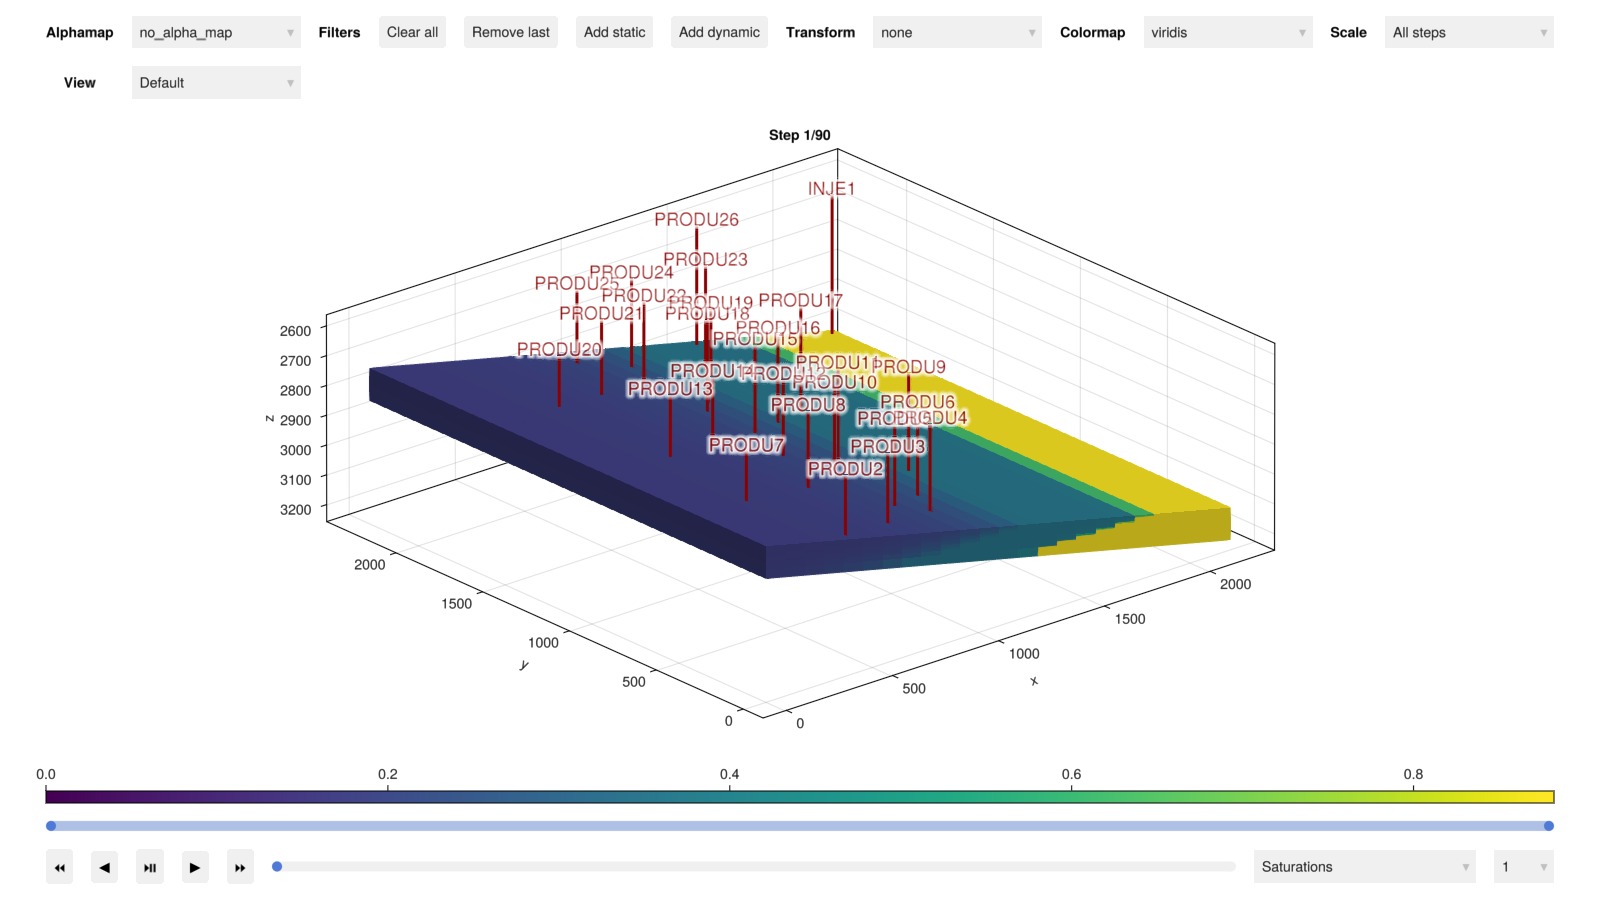 Alphamap no_alpha_map Filters Clear all Remove last Add static Add dynamic Transform none Colormap viridis Scale All steps
View Default
Step 1/90
INJE1
PRODU26
PRODU23
PRODU24
PRODU25
PRODU22
PRODU19
PRODU17
PRODU21
PRODU18
PRODU16
PRODU15
PRODU20
PRODU11
PRODU9
PRODU14
PRODU10
PRODU13
PRODU6
PRODU8
PRODU4
PRODU7
PRODU3
PRODU2
2600
2700
2800
2900
3000
3100
3200
z
2000
1500
1000
500
0
y
0
500
1000
1500
2000
x
0.0 0.2 0.4 0.6 0.8
Saturations 1